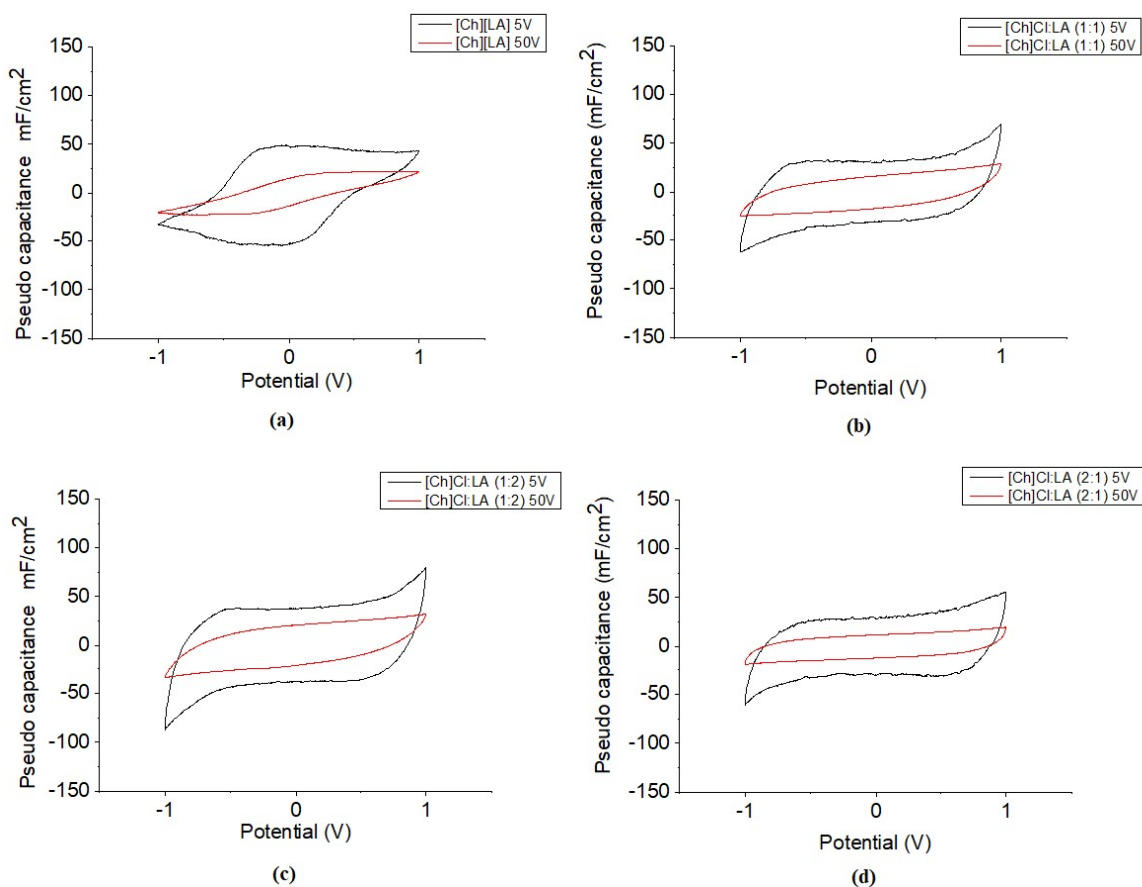 [Ch][LA] 5V
[Ch][LA] 50V
150
100
50
0
-50
-100
-150
Pseudo capacitance mF/cm2
-1 0 1
Potential (V)
(a)
[Ch]Cl:LA (1:1) 5V
[Ch]Cl:LA (1:1) 50V
150
100
50
0
-50
-100
-150
Pseudo capacitance (mF/cm2)
-1 0 1
Potential (V)
(b)
[Ch]Cl:LA (1:2) 5V
[Ch]Cl:LA (1:2) 50V
150
100
50
0
-50
-100
-150
Pseudo capacitance mF/cm2
-1 0 1
Potential (V)
(c)
[Ch]Cl:LA (2:1) 5V
[Ch]Cl:LA (2:1) 50V
150
100
50
0
-50
-100
-150
Pseudo capacitance (mF/cm2)
-1 0 1
Potential (V)
(d)